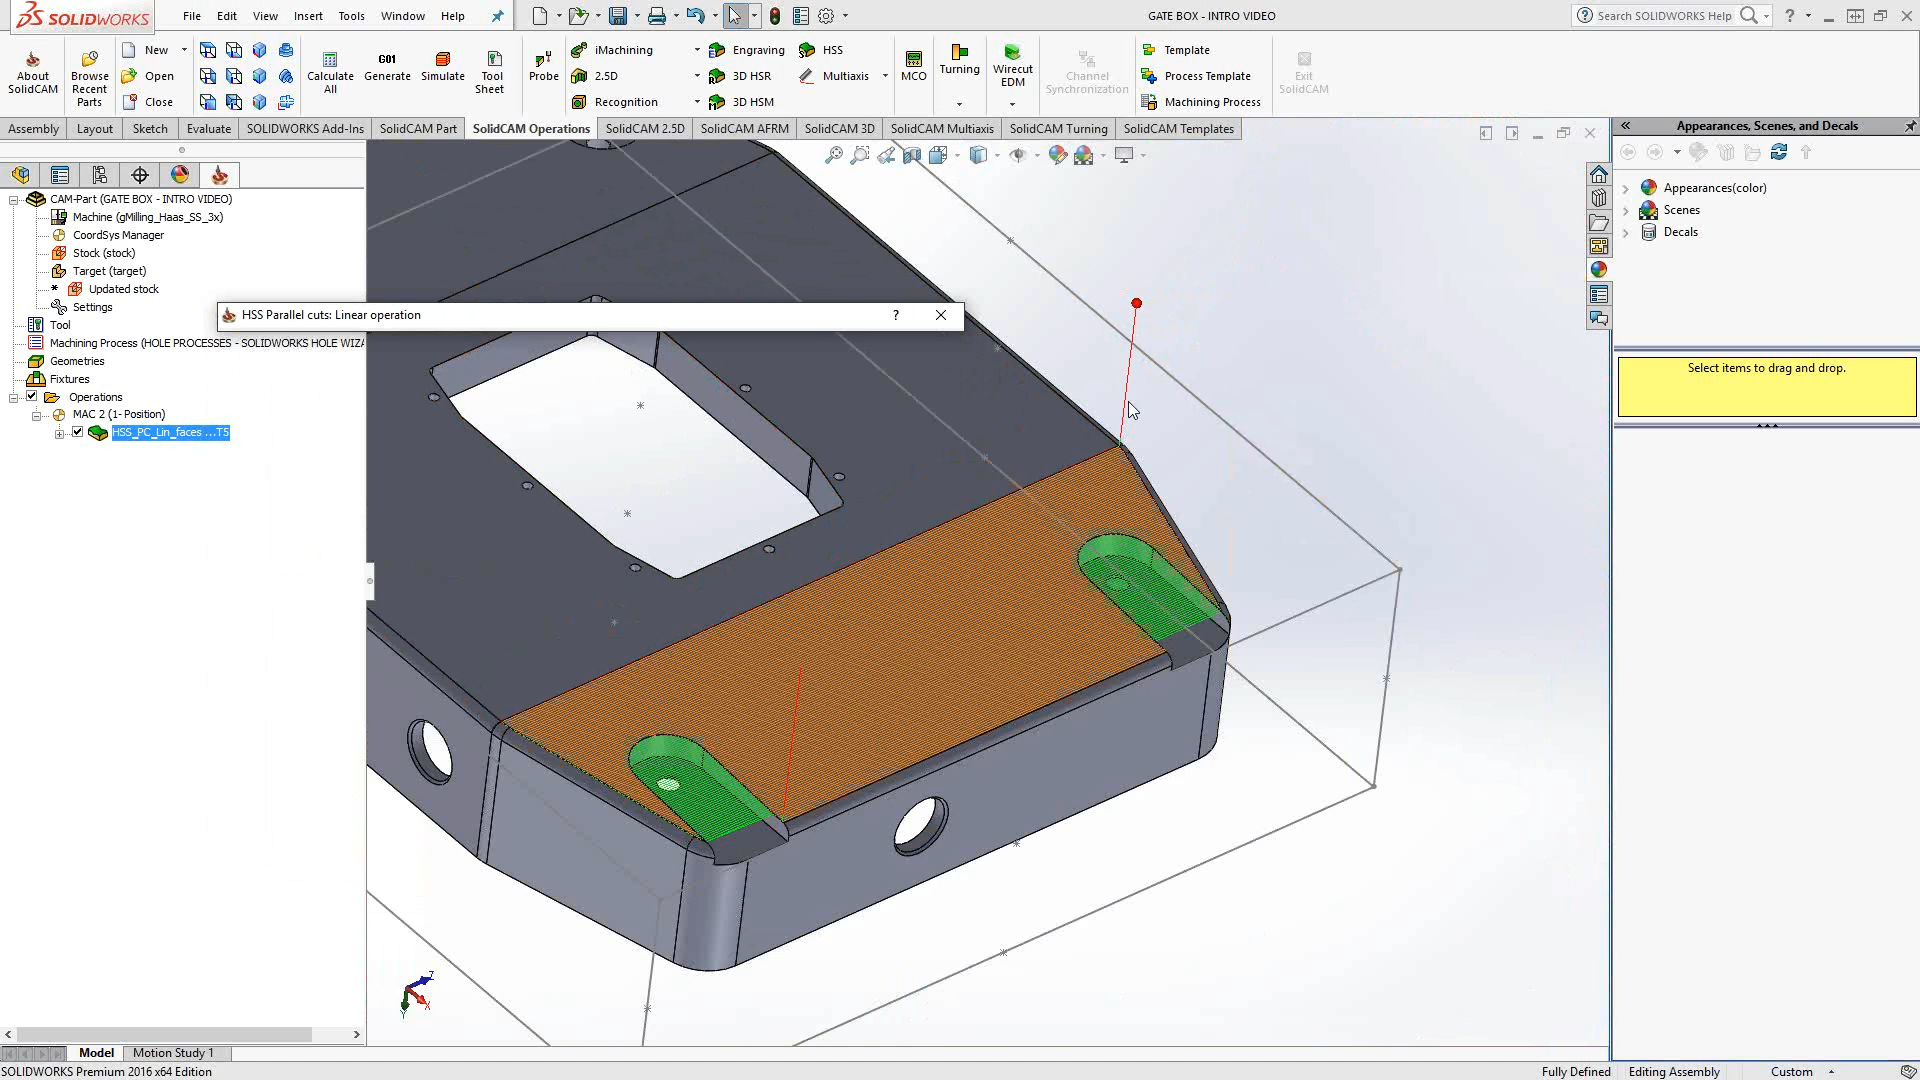 SOLIDWORKS
File Edit View Insert Tools Window Help
GATE BOX - INTRO VIDEO
Search SOLIDWORKS Help
?
About SolidCAM
Browse Recent Parts
New
Open
Close
Calculate All
G01
Generate
Simulate
Tool Sheet
Probe
iMachining
2.5D
Recognition
Engraving
3D HSR
3D HSM
HSS
Multiaxis
MCO
Turning
Wirecut EDM
Channel Synchronization
Template
Process Template
Machining Process
Exit SolidCAM
Assembly Layout Sketch Evaluate SOLIDWORKS Add-Ins SolidCAM Part SolidCAM Operations SolidCAM 2.5D SolidCAM AFRM SolidCAM 3D SolidCAM Multiaxis SolidCAM Turning SolidCAM Templates
CAM-Part (GATE BOX - INTRO VIDEO)
Machine (gMilling_Haas_SS_3x)
CoordSys Manager
Stock (stock)
Target (target)
* Updated stock
Settings
Tool
Machining Process (HOLE PROCESSES - SOLIDWORKS HOLE WIZA
Geometries
Fixtures
Operations
MAC 2 (1- Position)
HSS_PC_Lin_faces ...T5
HSS Parallel cuts: Linear operation
?
Z
X
Y
Appearances, Scenes, and Decals
Appearances(color)
Scenes
Decals
Select items to drag and drop.
Model Motion Study 1
SOLIDWORKS Premium 2016 x64 Edition
Fully Defined Editing Assembly Custom